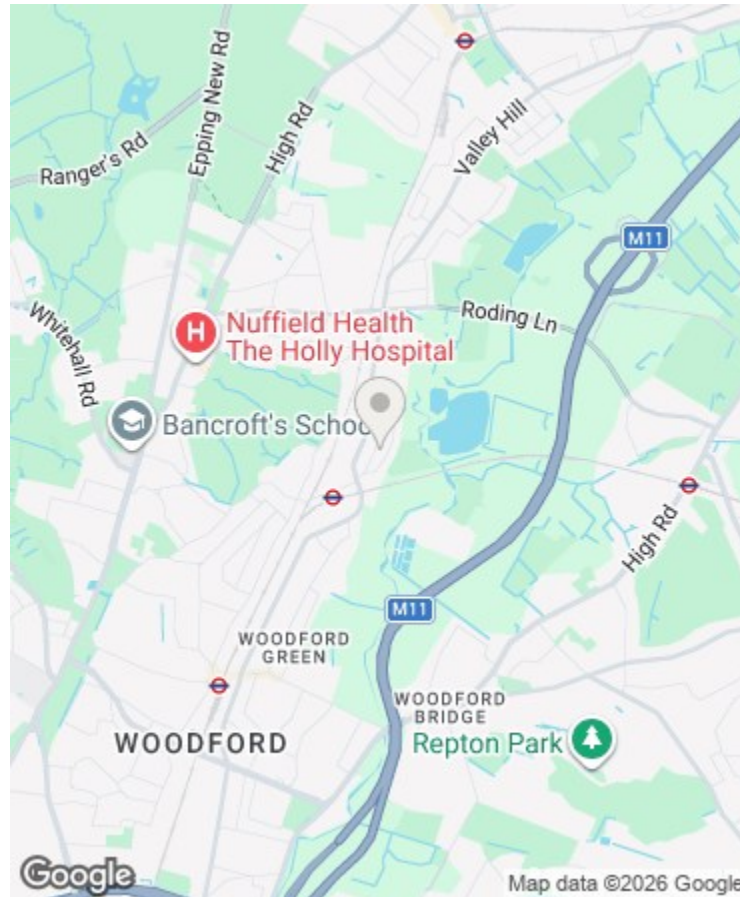 Epping New Rd
High Rd
Ranger's Rd
Valley Hill
M11
Whitehall Rd
Roding Ln
H
Nuffield Health
The Holly Hospital
Bancroft's Schoo
High Rd
M11
WOODFORD
GREEN
WOODFORD
BRIDGE
WOODFORD
Repton Park
Google
Map data ©2026 Google